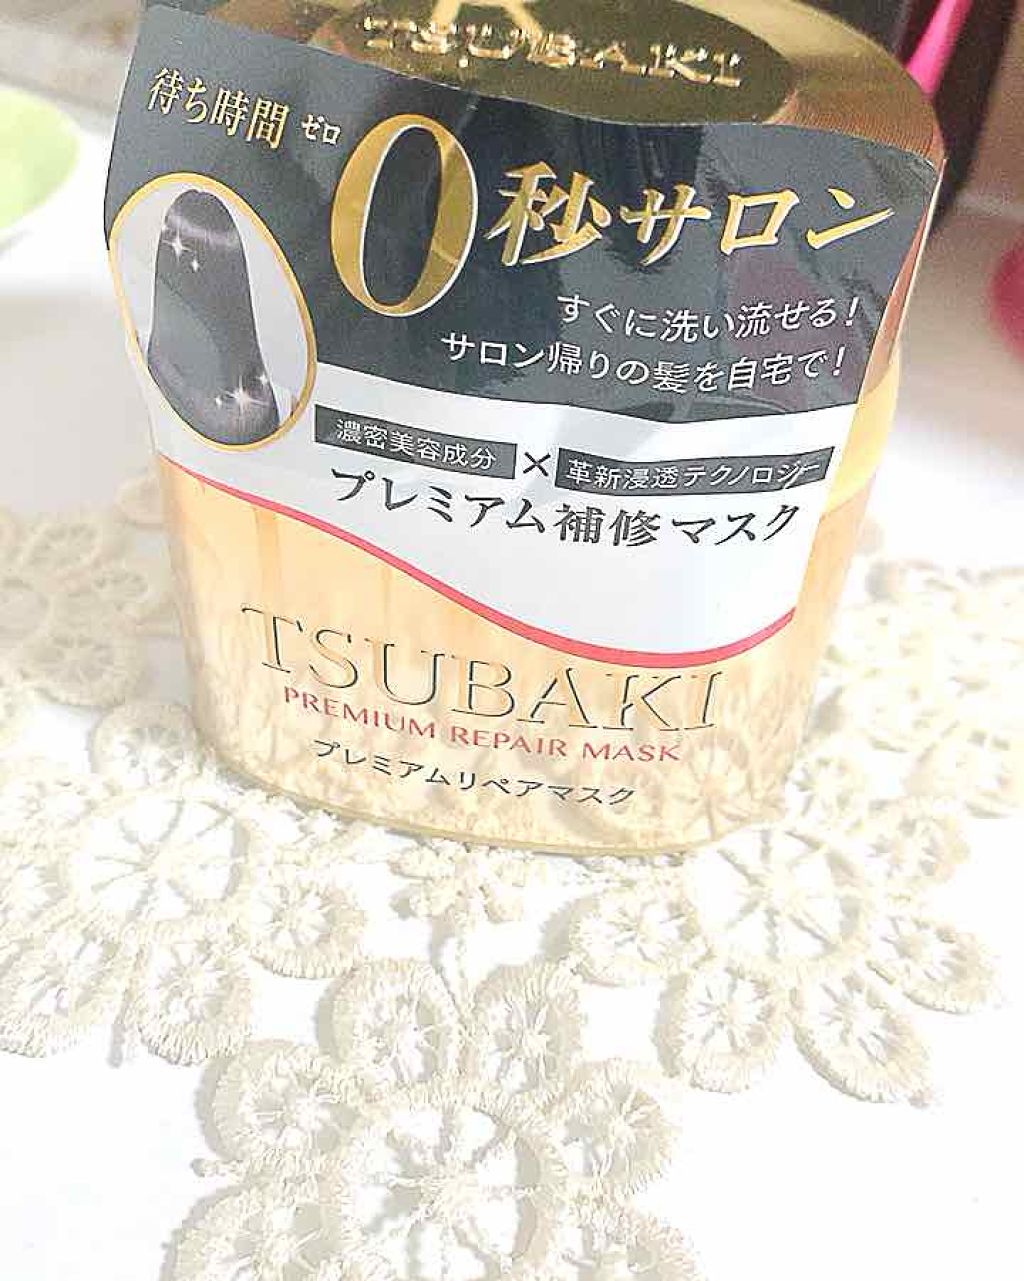 TSUBAKI
待ち時間 ゼロ
0秒サロン
すぐに洗い流せる!
サロン帰りの髪を自宅で!
濃密美容成分×革新浸透テクノロジー
プレミアム補修マスク
TSUBAKI
PREMIUM REPAIR MASK
プレミアムリペアマスク